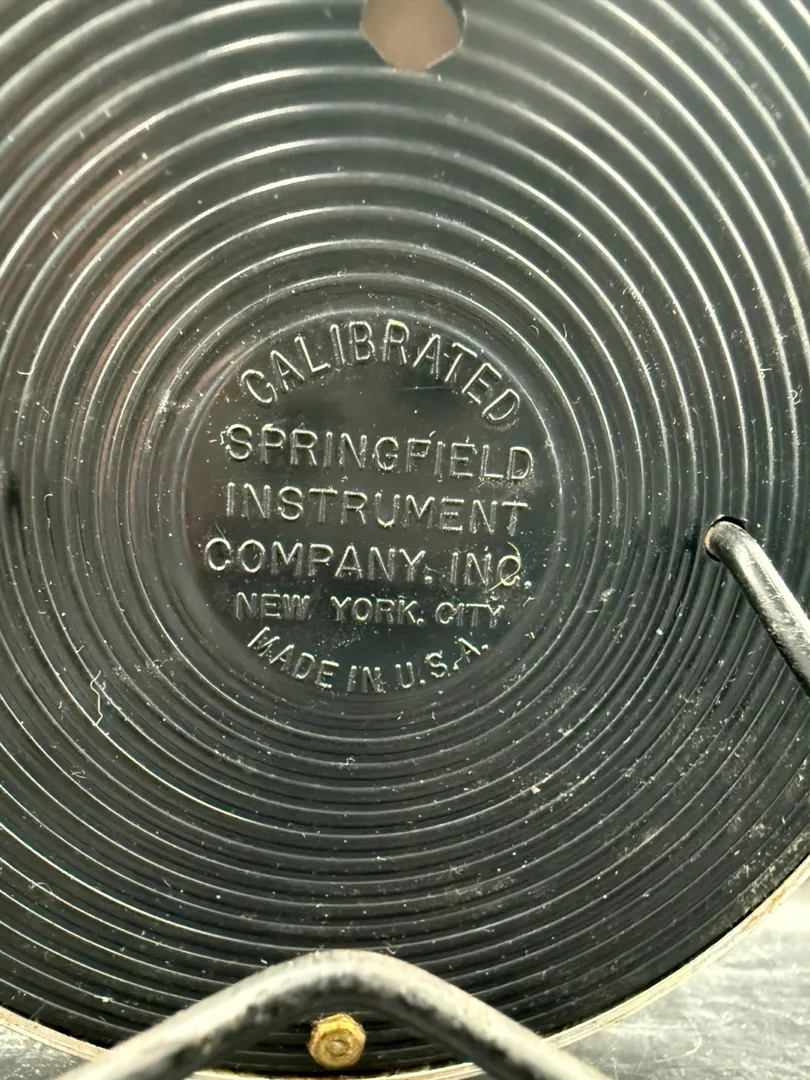 CALIBRATED
SPRINGFIELD
INSTRUMENT
COMPANY. INC.
NEW YORK. CITY
MADE IN U.S.A.